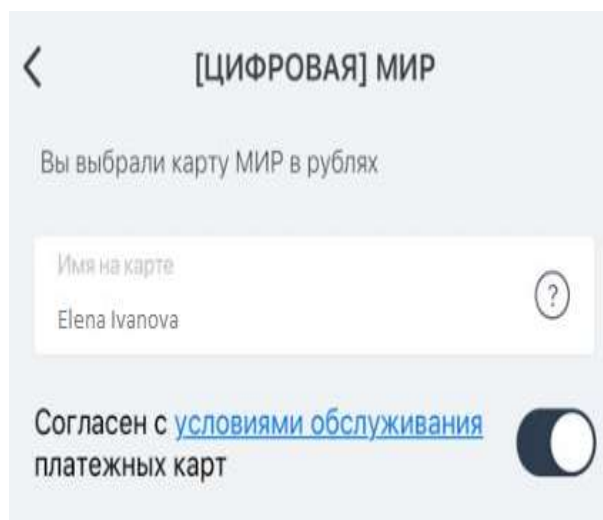 [ЦИФРОВАЯ] МИР
Вы выбрали карту МИР в рублях
Имя на карте
Elena Ivanova
?
Согласен с условиями обслуживания
платежных карт